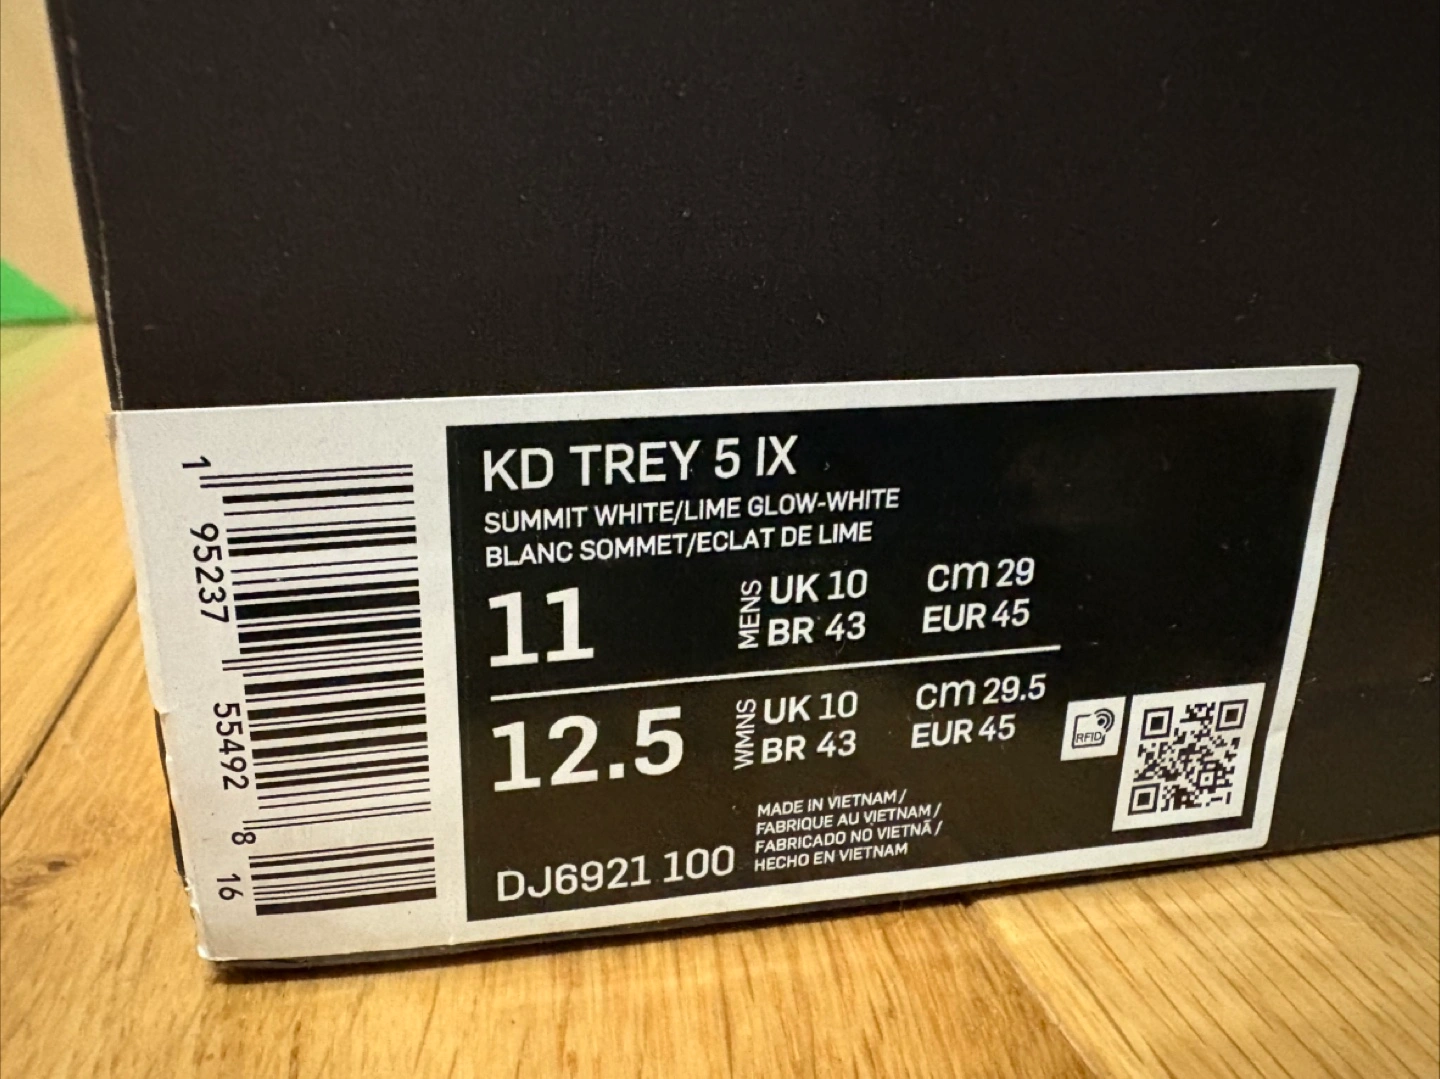 KD TREY 5 IX
SUMMIT WHITE/LIME GLOW-WHITE
BLANC SOMMET/ECLAT DE LIME
11
MENS
UK 10
cm 29
BR 43
EUR 45
12.5
WMNS
UK 10
cm 29.5
BR 43
EUR 45
RFID
MADE IN VIETNAM/
FABRIQUE AU VIETNAM/
FABRICADO NO VIETNÃ/
HECHO EN VIETNAM
DJ6921 100
1 95237 55492 8 16